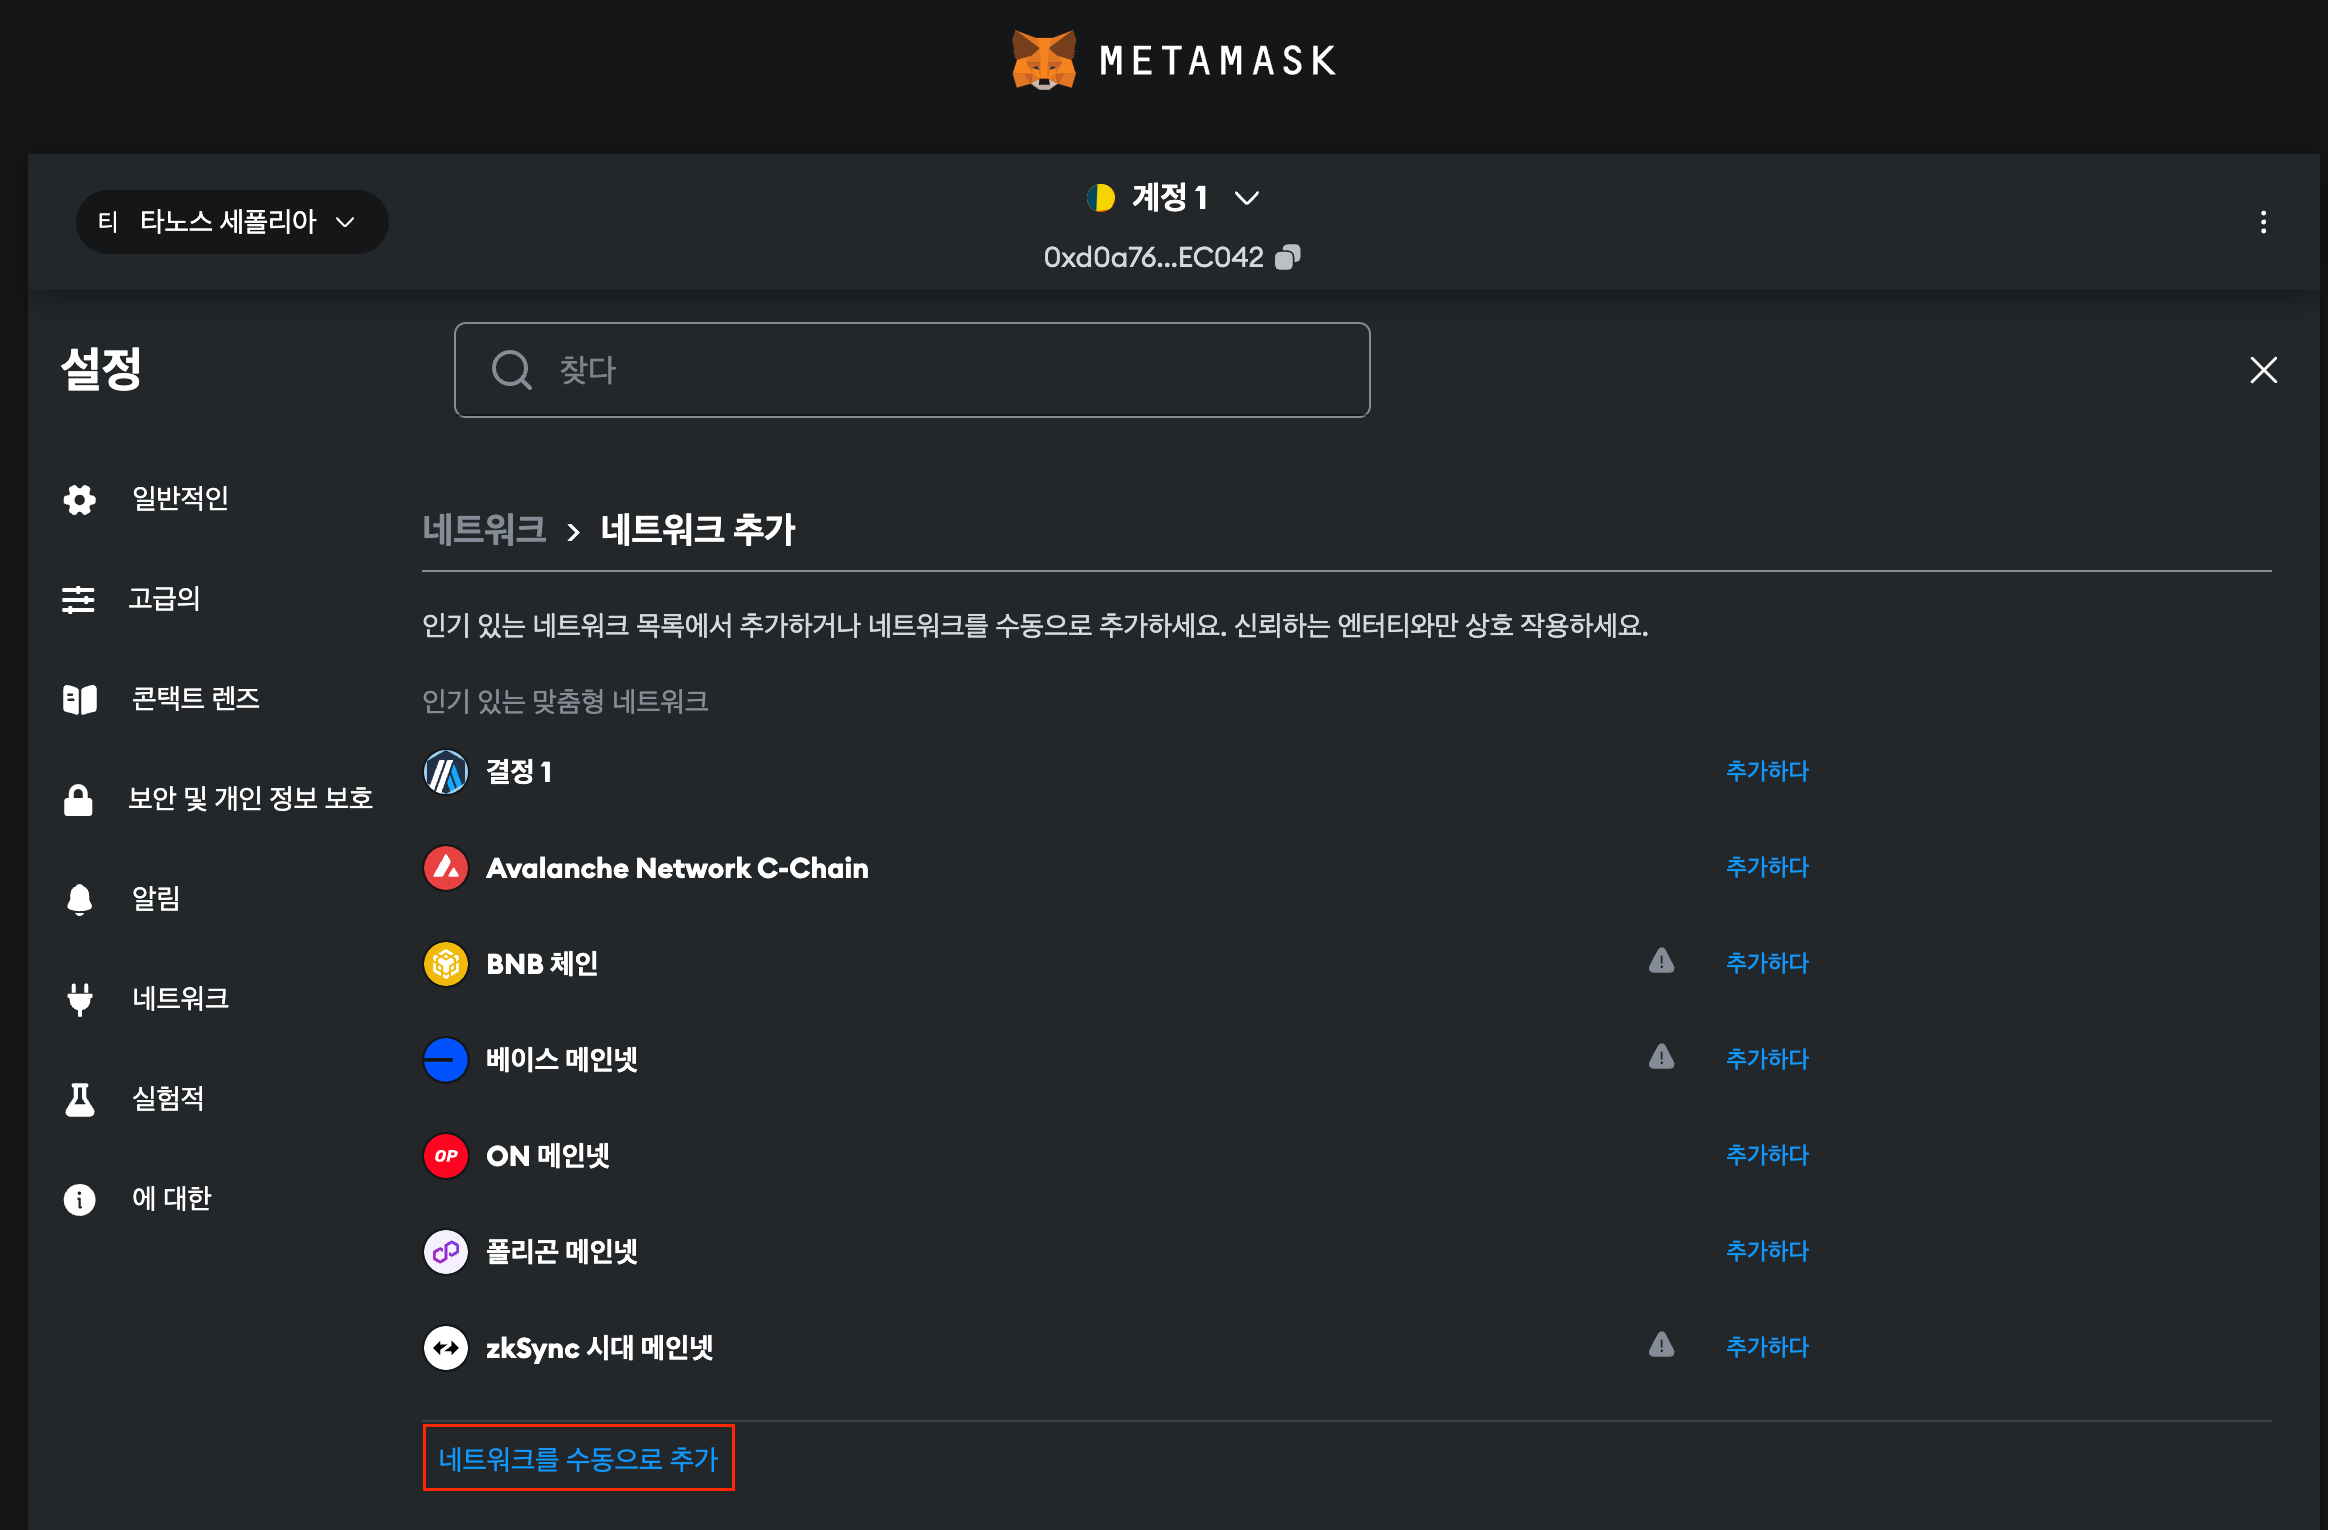 METAMASK
티 타노스 세폴리아
계정 1
0xd0a76...EC042
설정
찾다
일반적인
고급의
콘택트 렌즈
보안 및 개인 정보 보호
알림
네트워크
실험적
에 대한
네트워크 > 네트워크 추가
인기 있는 네트워크 목록에서 추가하거나 네트워크를 수동으로 추가하세요. 신뢰하는 엔터티와만 상호 작용하세요.
인기 있는 맞춤형 네트워크
결정 1 추가하다
Avalanche Network C-Chain 추가하다
BNB 체인 추가하다
베이스 메인넷 추가하다
OP ON 메인넷 추가하다
폴리곤 메인넷 추가하다
zkSync 시대 메인넷 추가하다
네트워크를 수동으로 추가